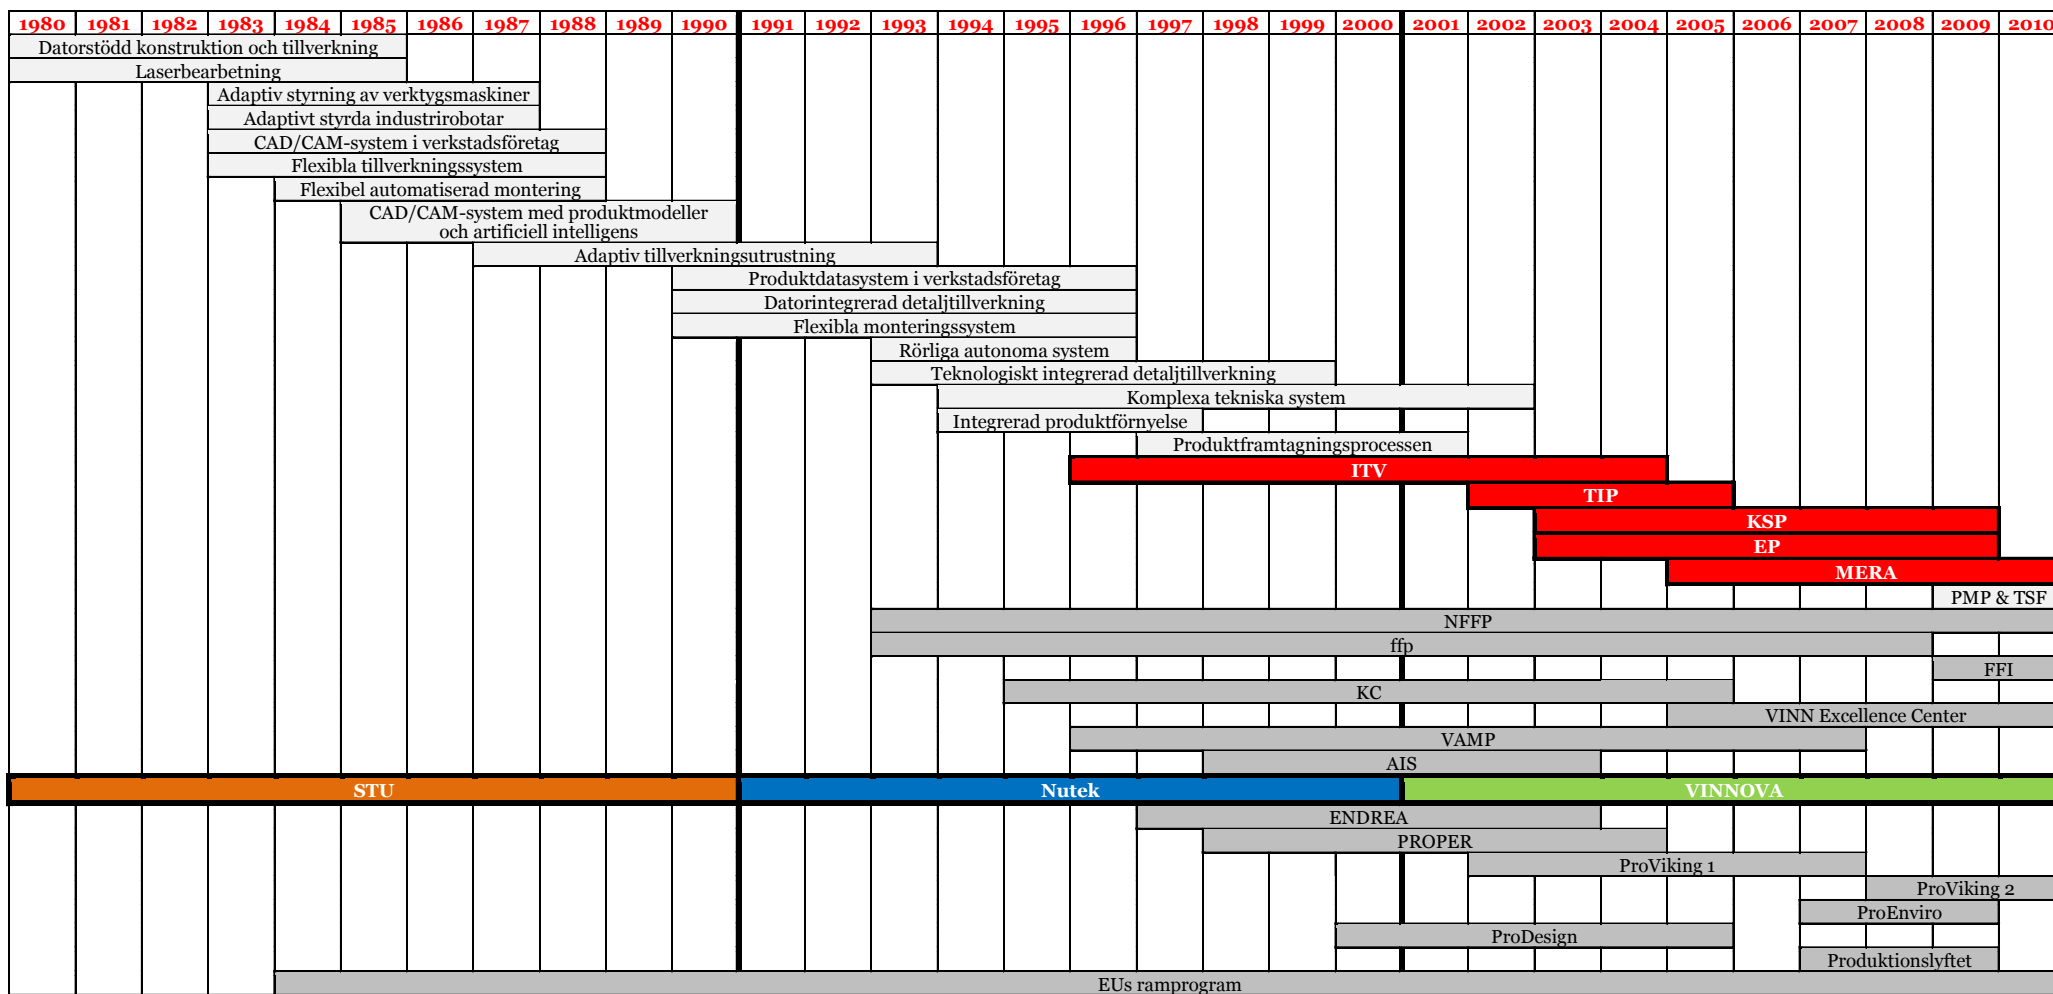 1980 1981 1982 1983 1984 1985 1986 1987 1988 1989 1990 1991 1992 1993 1994 1995 1996 1997 1998 1999 2000 2001 2002 2003 2004 2005 2006 2007 2008 2009 2010
Datorstödd konstruktion och tillverkning
Laserbearbetning
Adaptiv styrning av verktygsmaskiner
Adaptivt styrda industrirobotar
CAD/CAM-system i verkstadsföretag
Flexibla tillverkningssystem
Flexibel automatiserad montering
CAD/CAM-system med produktmodeller
och artificiell intelligens
Adaptiv tillverkningsutrustning
Produktdatasystem i verkstadsföretag
Datorintegrerad detaljtillverkning
Flexibla monteringssystem
Rörliga autonoma system
Teknologiskt integrerad detaljtillverkning
Komplexa tekniska system
Integrerad produktförnyelse
Produktframtagningsprocessen
ITV
TIP
KSP
EP
MERA
PMP & TSF
NFFP
ffp
FFI
KC
VINN Excellence Center
VAMP
AIS
STU Nutek VINNOVA
ENDREA
PROPER
ProViking 1
ProViking 2
ProEnviro
ProDesign
Produktionslyftet
EUs ramprogram